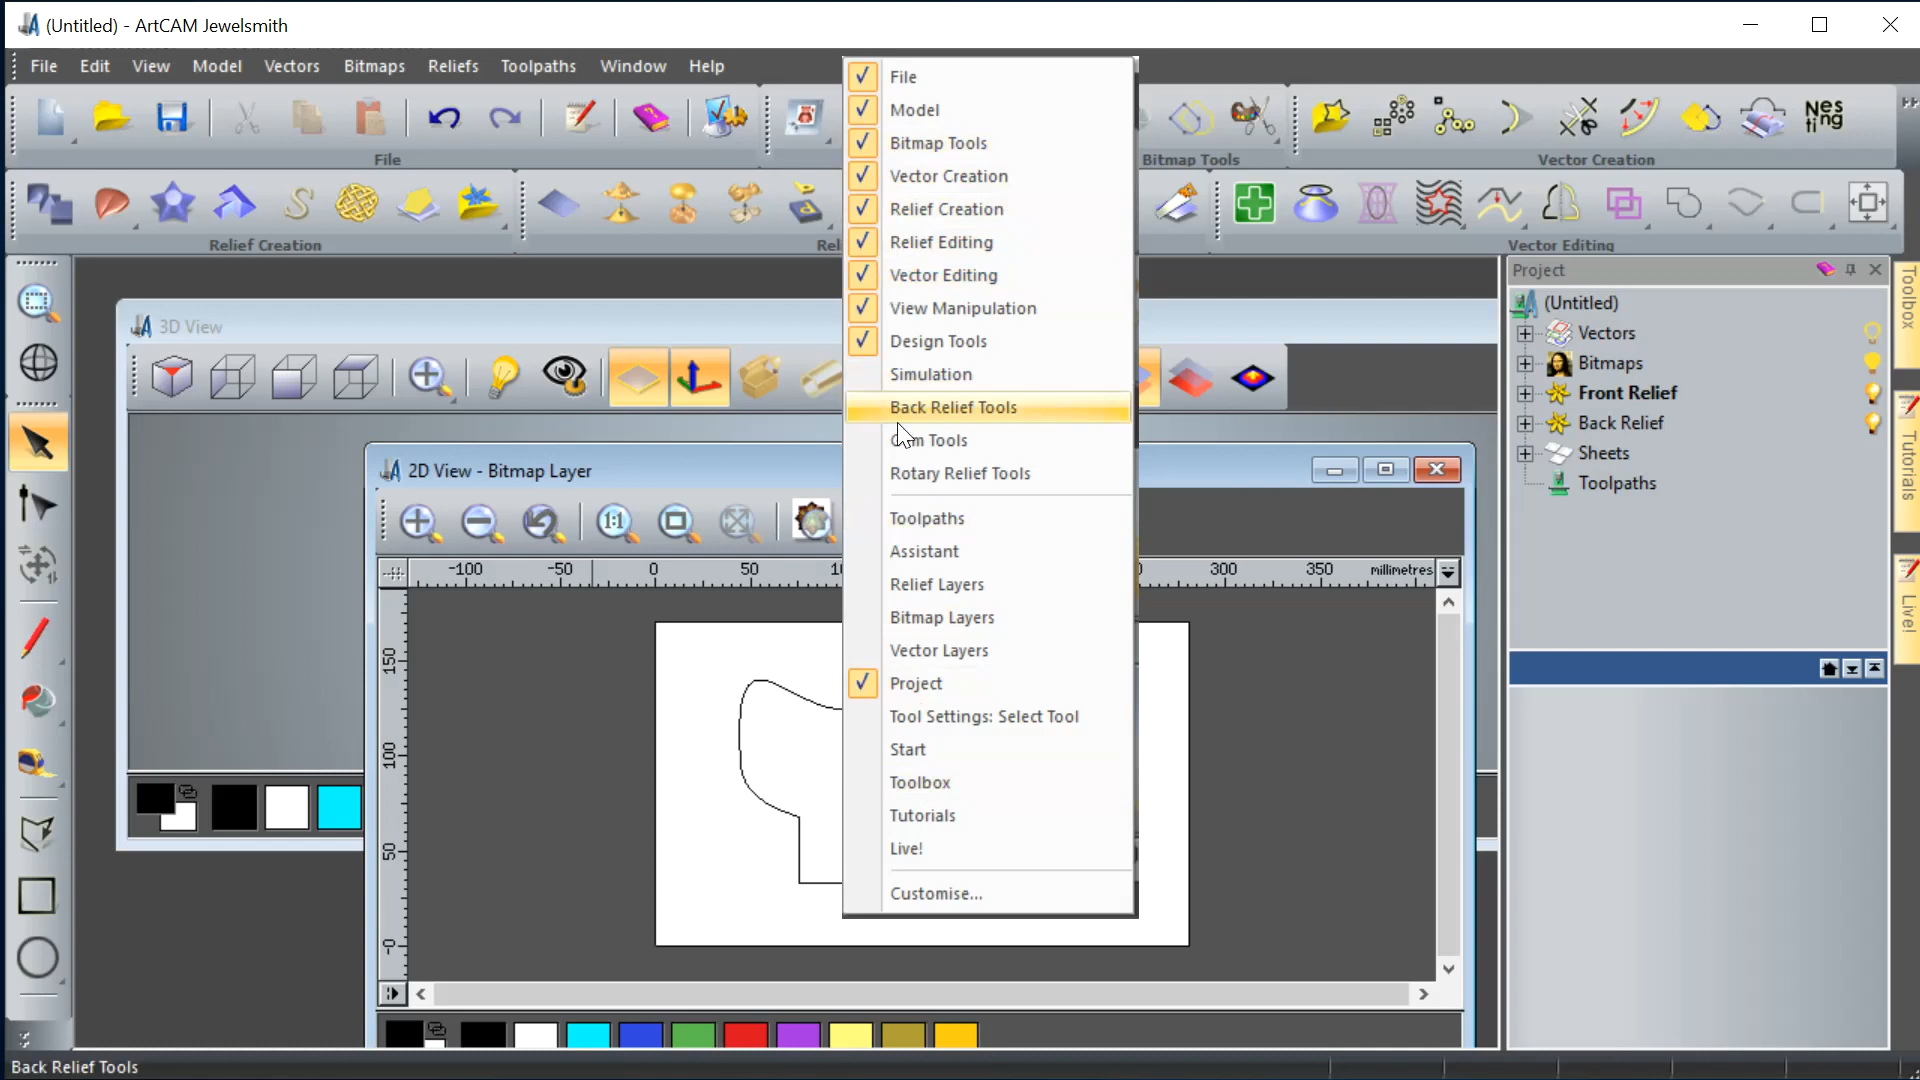 (Untitled) - ArtCAM Jewelsmith
File Edit View Model Vectors Bitmaps Reliefs Toolpaths Window Help
File
Bitmap Tools
Vector Creation
Nes
ting
Relief Creation
Rel
Vector Editing
File
Model
Bitmap Tools
Vector Creation
Relief Creation
Relief Editing
Vector Editing
View Manipulation
Design Tools
Simulation
Back Relief Tools
Gem Tools
Rotary Relief Tools
Toolpaths
Assistant
Relief Layers
Bitmap Layers
Vector Layers
Project
Tool Settings: Select Tool
Start
Toolbox
Tutorials
Live!
Customise...
3D View
2D View - Bitmap Layer
1:1
-100 -50 0 50 300 350 millimetres
150
100
50
-0
Project
(Untitled)
Vectors
Bitmaps
Front Relief
Back Relief
Sheets
Toolpaths
Toolbox
Tutorials
Live!
Back Relief Tools